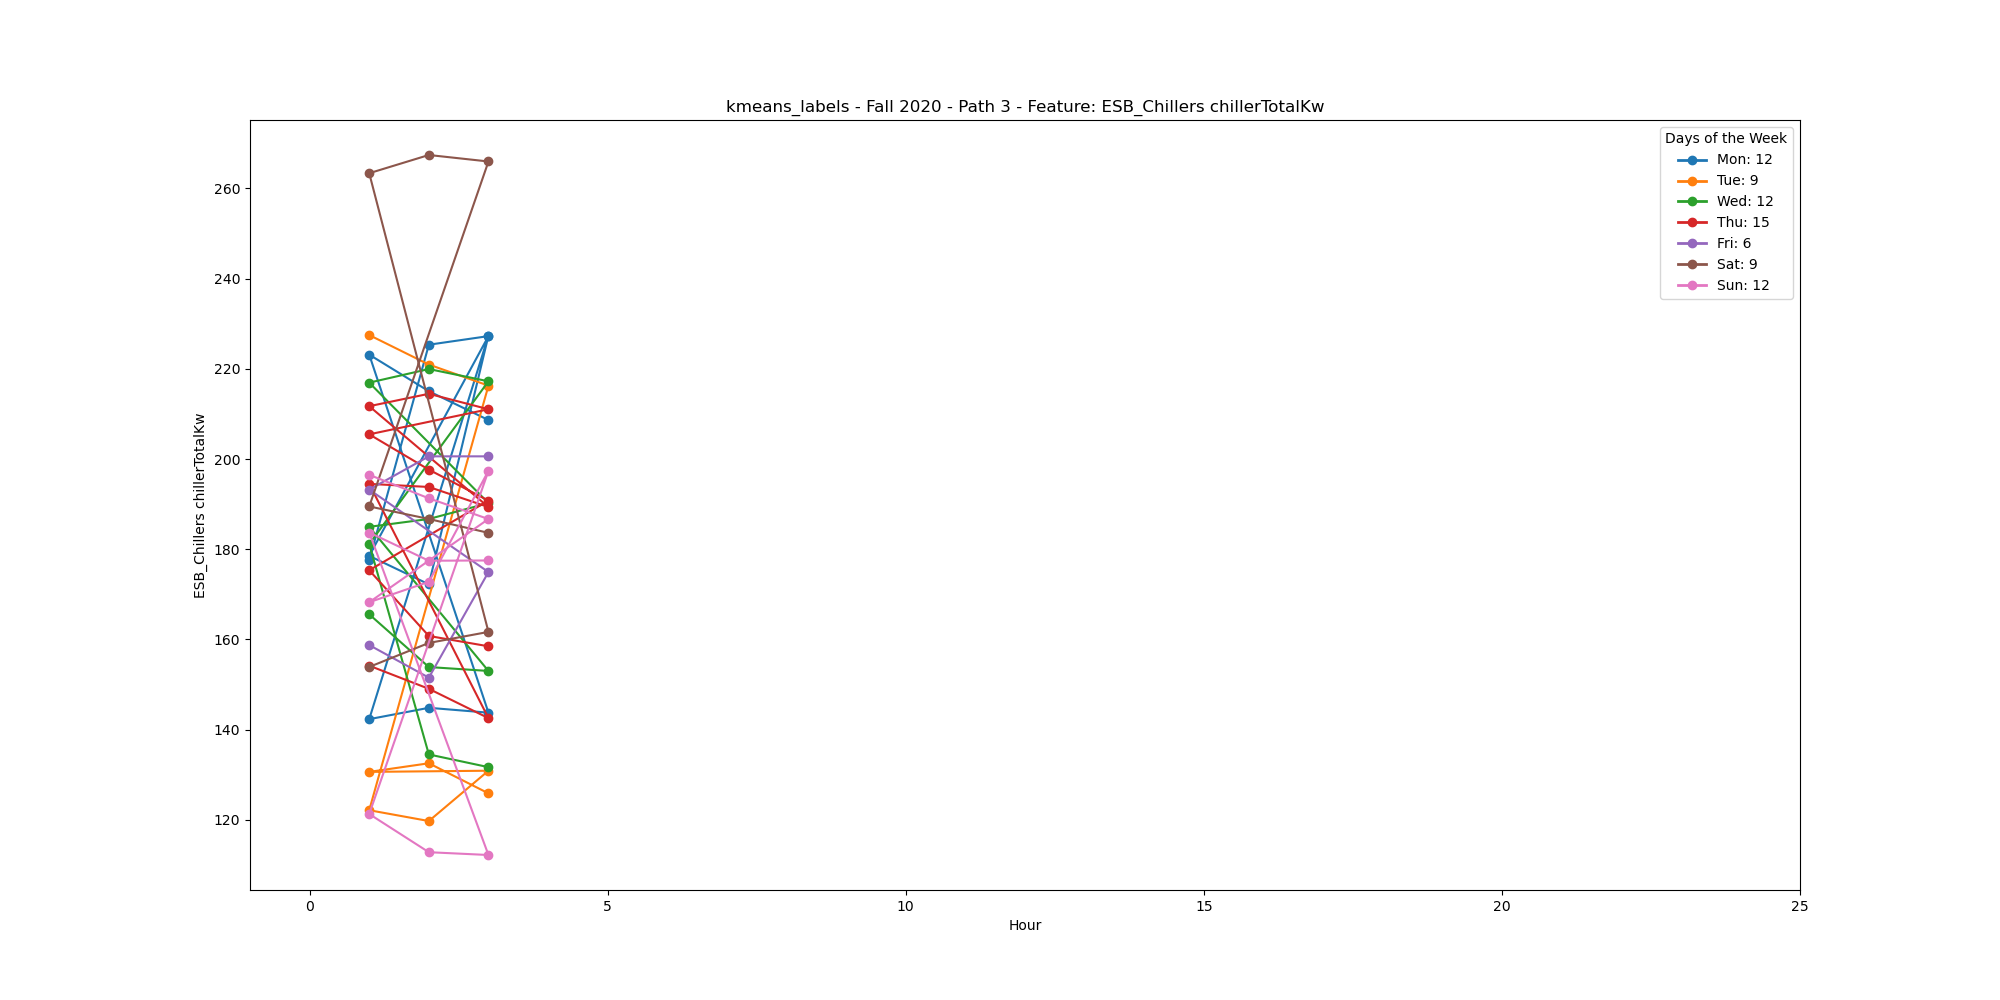 kmeans_labels - Fall 2020 - Path 3 - Feature: ESB_Chillers chillerTotalKw
Days of the Week
Mon: 12
Tue: 9
Wed: 12
Thu: 15
Fri: 6
Sat: 9
Sun: 12
ESB_Chillers chillerTotalKw
260
240
220
200
180
160
140
120
0 5 10 15 20 25
Hour